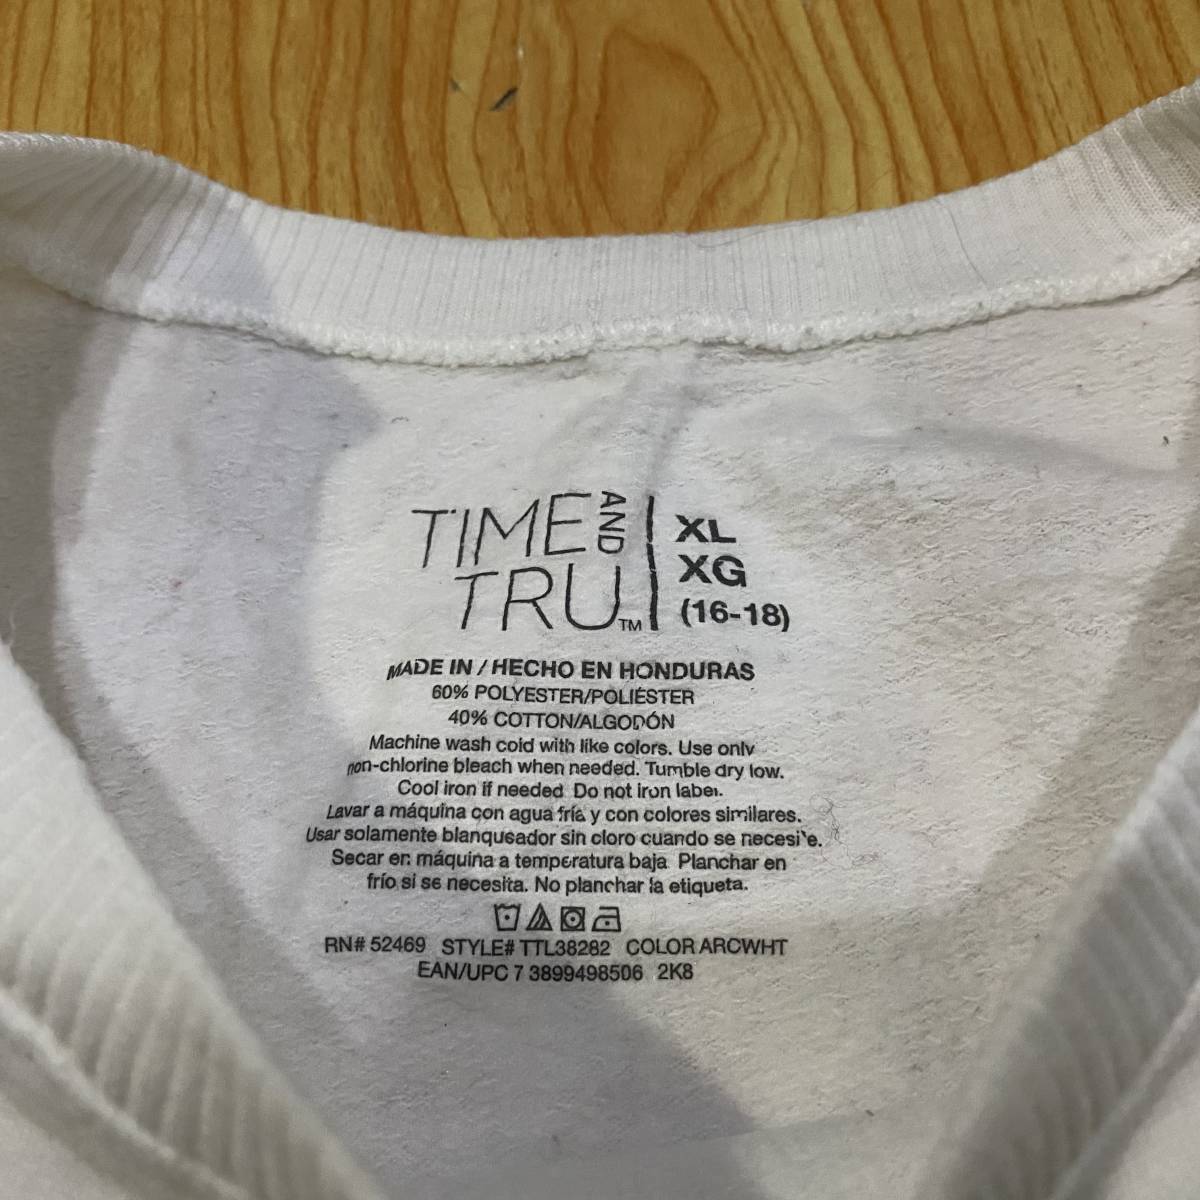 TIME AND TRU™
XL
XG
(16-18)
MADE IN / HECHO EN HONDURAS
60% POLYESTER/POLIÉSTER
40% COTTON/ALGODÓN
Machine wash cold with like colors. Use only
non-chlorine bleach when needed. Tumble dry low.
Cool iron if needed Do not iron label.
Lavar a máquina con agua fría y con colores similares.
Usar solamente blanqueador sin cloro cuando se necesite.
Secar en máquina a temperatura baja Planchar en
frío si se necesita. No planchar la etiqueta.
RN# 52469 STYLE# TTL38282 COLOR ARCWHT
EAN/UPC 7 3899498506 2K8